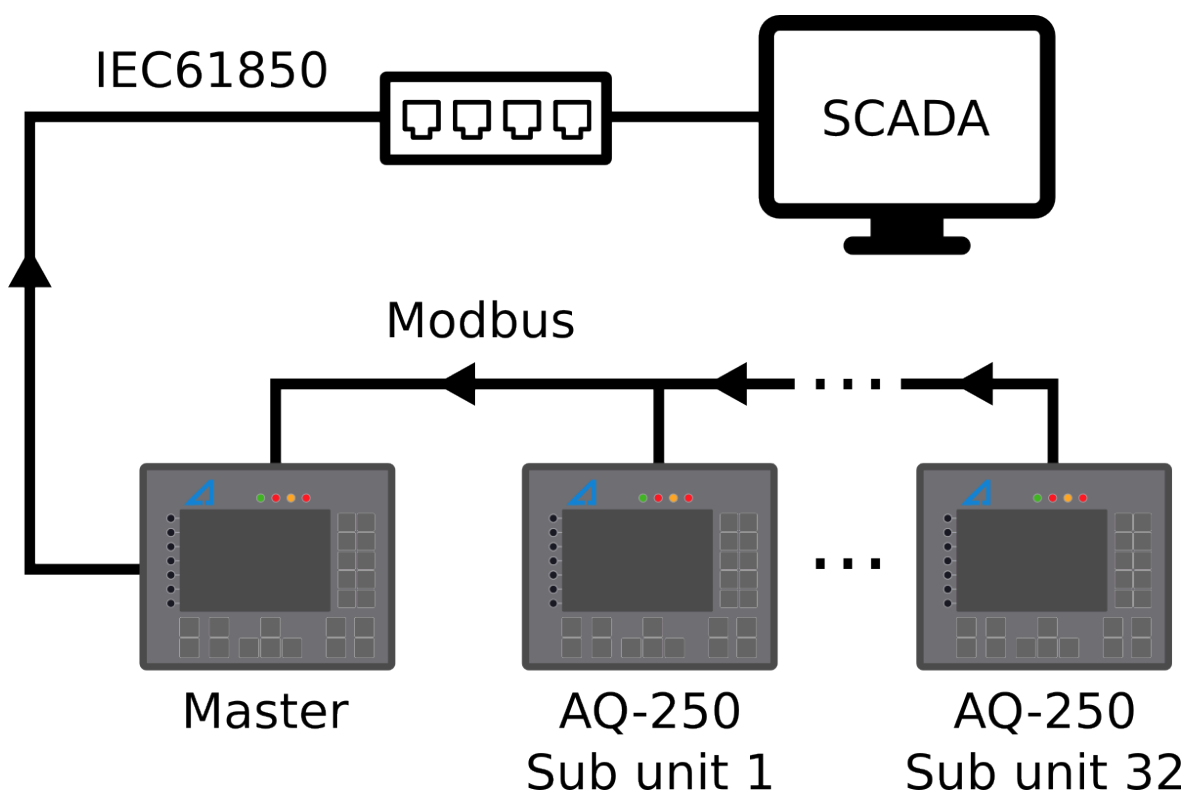 IEC61850
SCADA
Modbus
Master
AQ-250
Sub unit 1
AQ-250
Sub unit 32